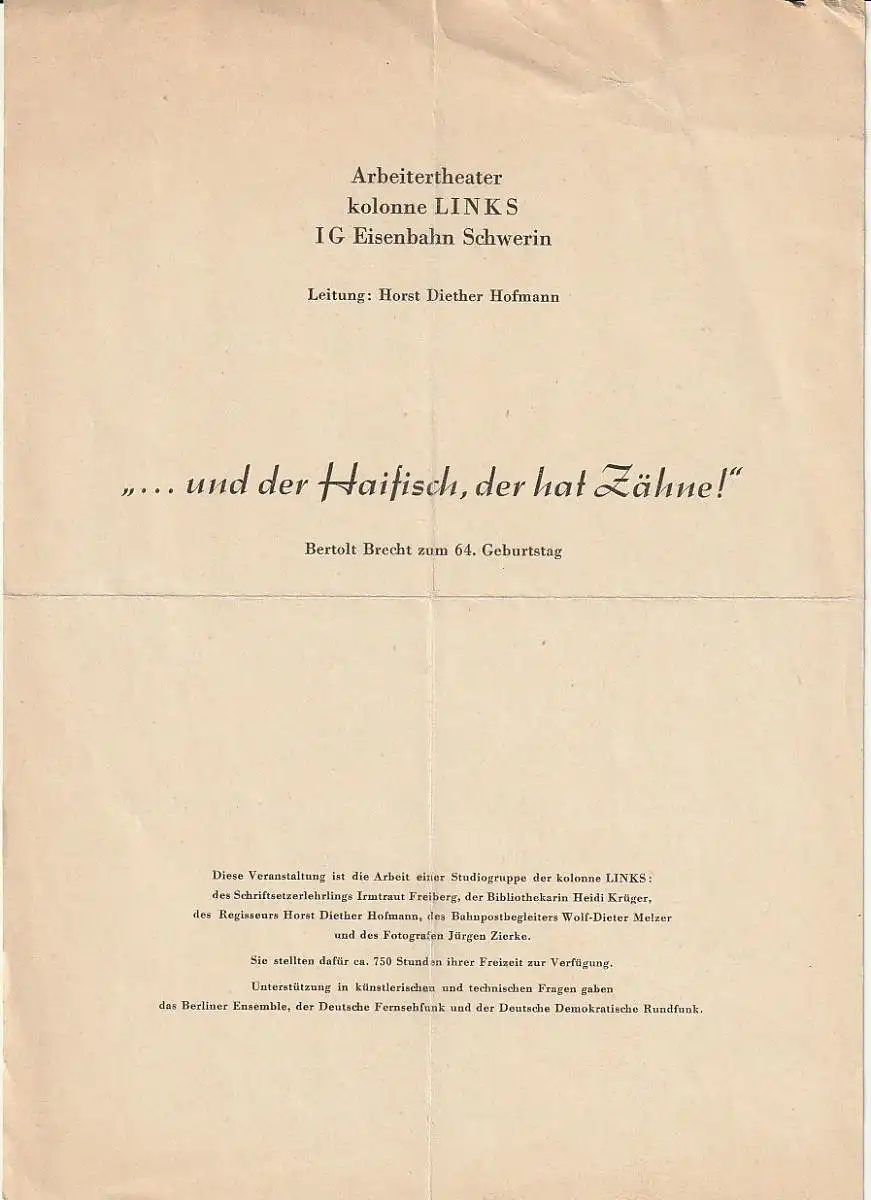 Arbeitertheater
kolonne LINKS
IG Eisenbahn Schwerin
Leitung: Horst Diether Hofmann
„... und der Haifisch, der hat Zähne!“
Bertolt Brecht zum 64. Geburtstag
Diese Veranstaltung ist die Arbeit einer Studiogruppe der kolonne LINKS:
des Schriftsetzerlehrlings Irmtraut Freiberg, der Bibliothekarin Heidi Krüger,
des Regisseurs Horst Diether Hofmann, des Bahnpostbegleiters Wolf-Dieter Melzer
und des Fotografen Jürgen Zierke.
Sie stellten dafür ca. 750 Stunden ihrer Freizeit zur Verfügung.
Unterstützung in künstlerischen und technischen Fragen gaben
das Berliner Ensemble, der Deutsche Fernsehfunk und der Deutsche Demokratische Rundfunk.